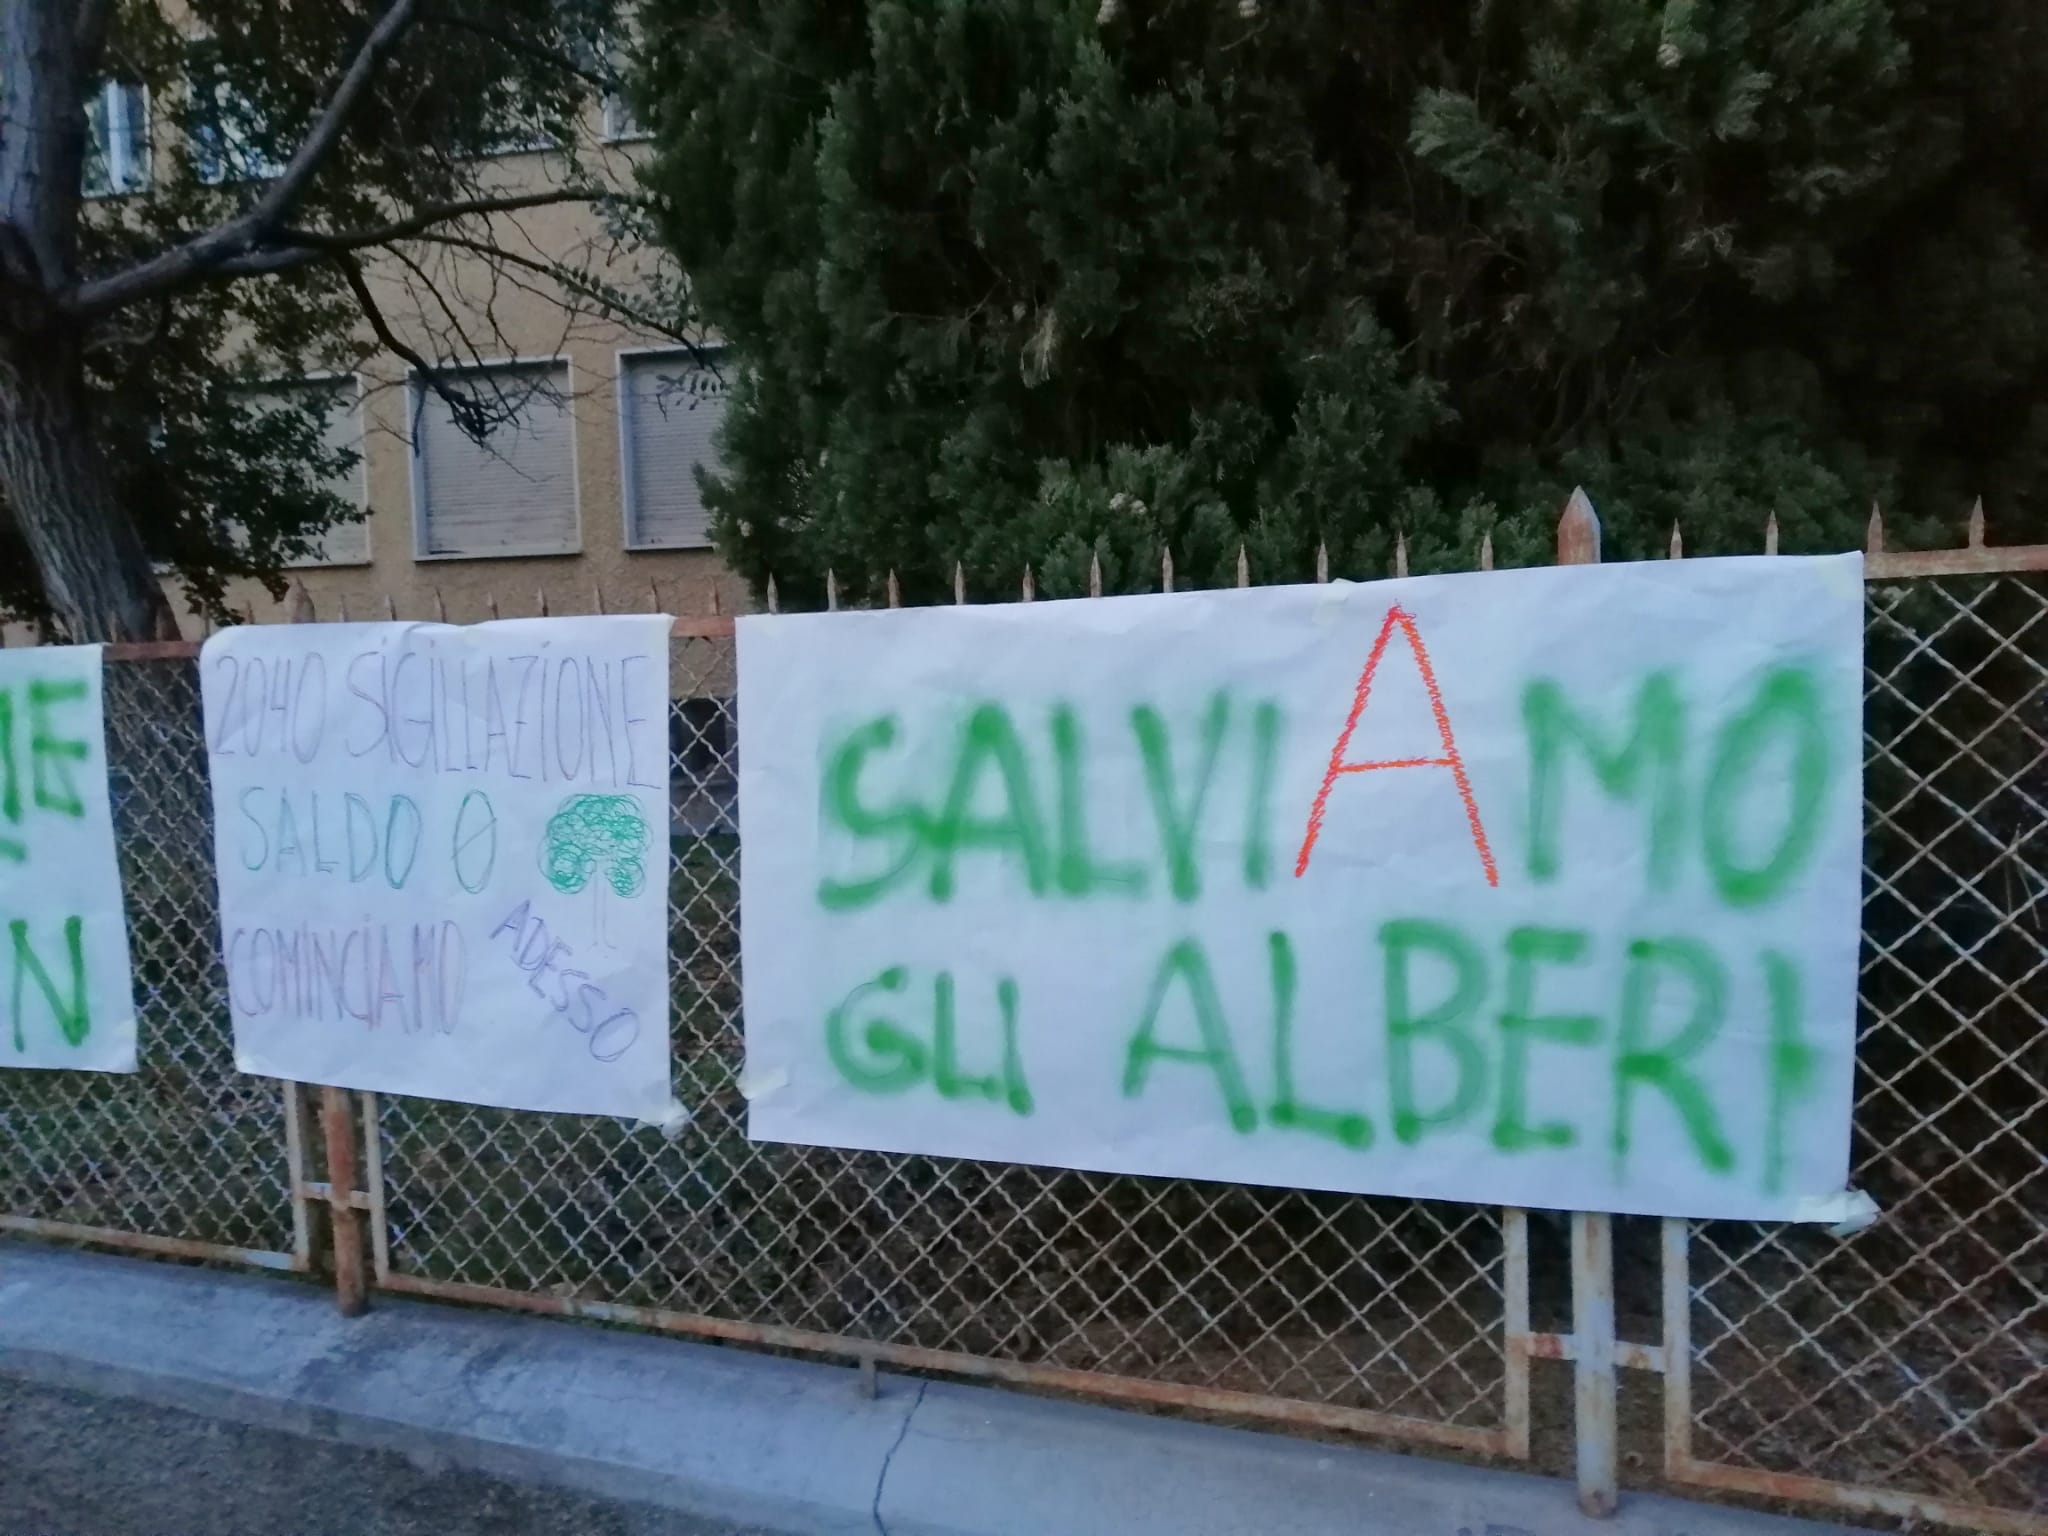 N
2040 SIGILLAZIONE
SALDO 0
COMINCIAMO ADESSO
SALVIAMO
GLI ALBERI